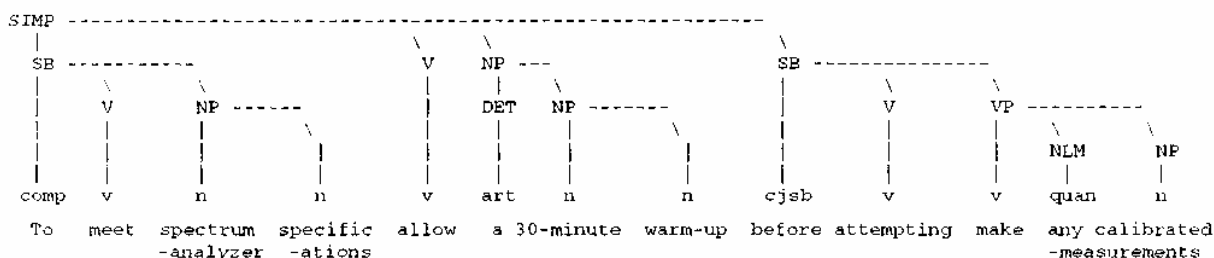 SIMP
SB V NP SB
V NP DET NP V VP
NLM NP
comp v n n v art n n cjsb v v quan n
To meet spectrum specific allow a 30-minute warm-up before attempting make any calibrated
-analyzer -ations -measurements